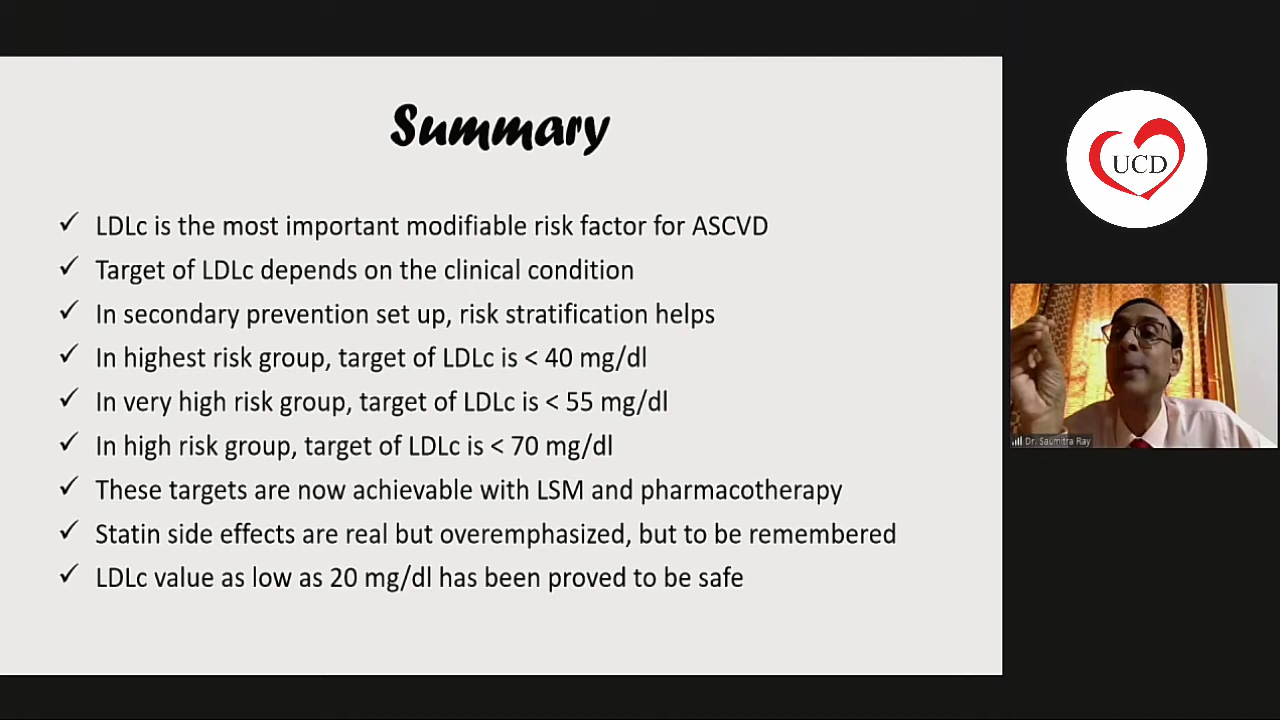 Summary
✓ LDLc is the most important modifiable risk factor for ASCVD
✓ Target of LDLc depends on the clinical condition
✓ In secondary prevention set up, risk stratification helps
✓ In highest risk group, target of LDLc is < 40 mg/dl
✓ In very high risk group, target of LDLc is < 55 mg/dl
✓ In high risk group, target of LDLc is < 70 mg/dl
✓ These targets are now achievable with LSM and pharmacotherapy
✓ Statin side effects are real but overemphasized, but to be remembered
✓ LDLc value as low as 20 mg/dl has been proved to be safe
UCD
Dr. Saumitra Ray